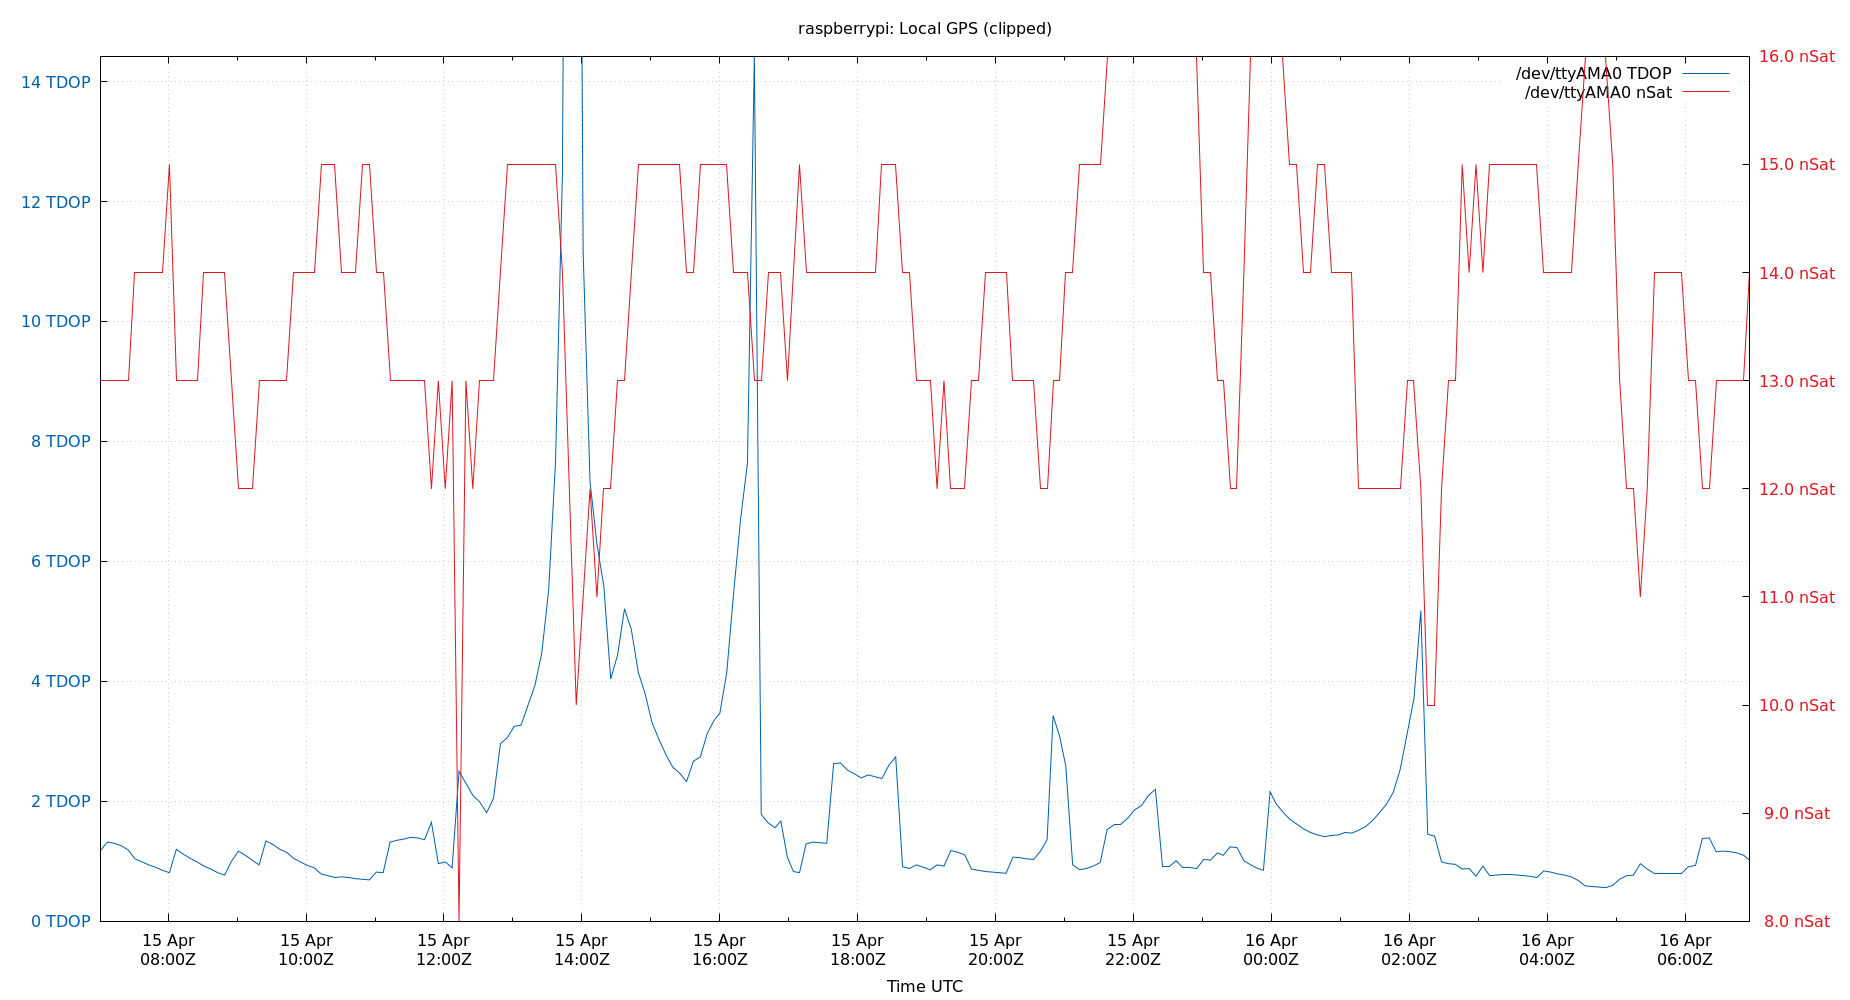 raspberrypi: Local GPS (clipped)
/dev/ttyAMA0 TDOP
/dev/ttyAMA0 nSat
14 TDOP
12 TDOP
10 TDOP
8 TDOP
6 TDOP
4 TDOP
2 TDOP
0 TDOP
16.0 nSat
15.0 nSat
14.0 nSat
13.0 nSat
12.0 nSat
11.0 nSat
10.0 nSat
9.0 nSat
8.0 nSat
15 Apr 15 Apr 15 Apr 15 Apr 15 Apr 15 Apr 15 Apr 15 Apr 16 Apr 16 Apr 16 Apr 16 Apr
08:00Z 10:00Z 12:00Z 14:00Z 16:00Z 18:00Z 20:00Z 22:00Z 00:00Z 02:00Z 04:00Z 06:00Z
Time UTC